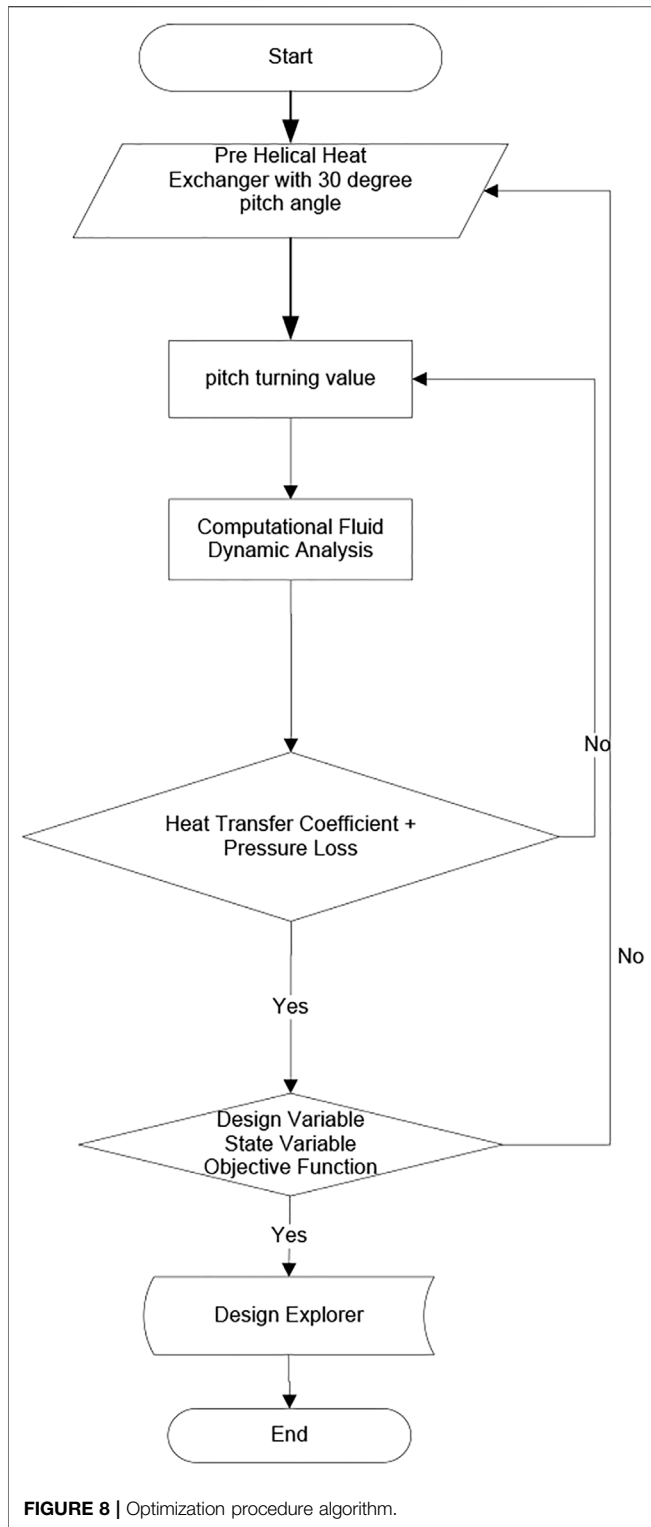 Start
Pre Helical Heat
Exchanger with 30 degree
pitch angle
pitch turning value
Computational Fluid
Dynamic Analysis
No
Heat Transfer Coefficient +
Pressure Loss
No
Yes
Design Variable
State Variable
Objective Function
Yes
Design Explorer
End
FIGURE 8 | Optimization procedure algorithm.